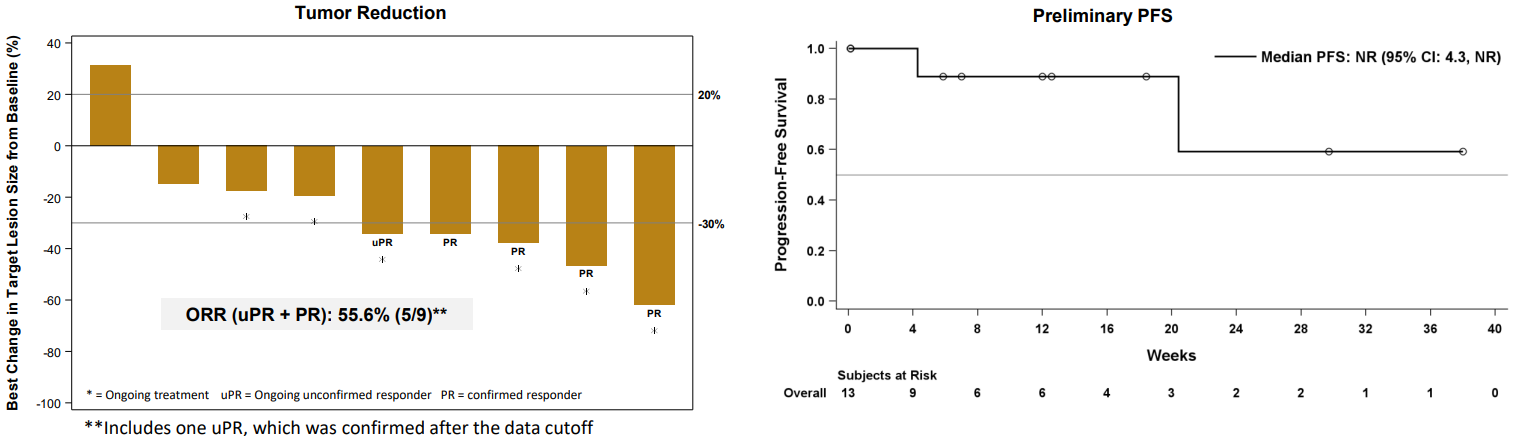 Tumor Reduction
Best Change in Target Lesion Size from Baseline (%)
40
20
0
-20
-40
-60
-80
-100
20%
-30%
*
*
uPR
*
PR
PR
*
PR
*
PR
*
ORR (uPR + PR): 55.6% (5/9)**
* = Ongoing treatment uPR = Ongoing unconfirmed responder PR = confirmed responder
**Includes one uPR, which was confirmed after the data cutoff
Preliminary PFS
Progression-Free Survival
1.0
0.8
0.6
0.4
0.2
0.0
Median PFS: NR (95% CI: 4.3, NR)
0 4 8 12 16 20 24 28 32 36 40
Weeks
Subjects at Risk
Overall 13 9 6 6 4 3 2 2 1 1 0